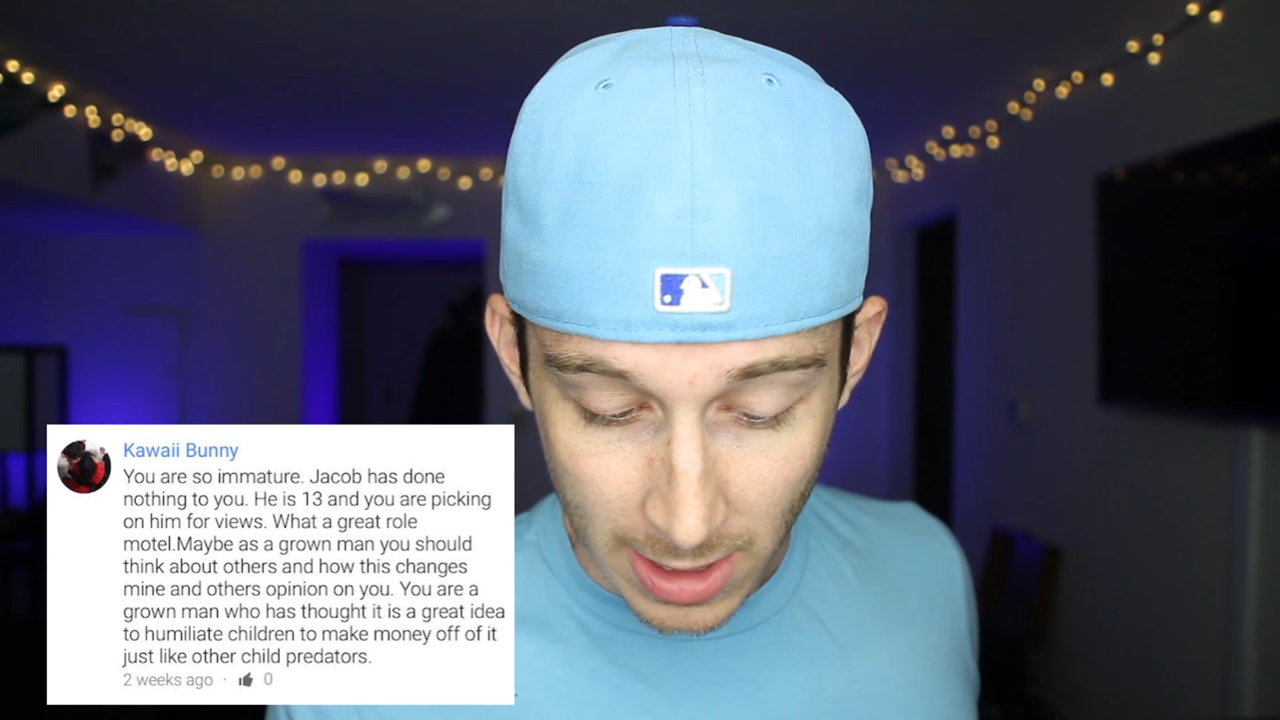 Kawaii Bunny
You are so immature. Jacob has done
nothing to you. He is 13 and you are picking
on him for views. What a great role
motel.Maybe as a grown man you should
think about others and how this changes
mine and others opinion on you. You are a
grown man who has thought it is a great idea
to humiliate children to make money off of it
just like other child predators.
2 weeks ago · 0